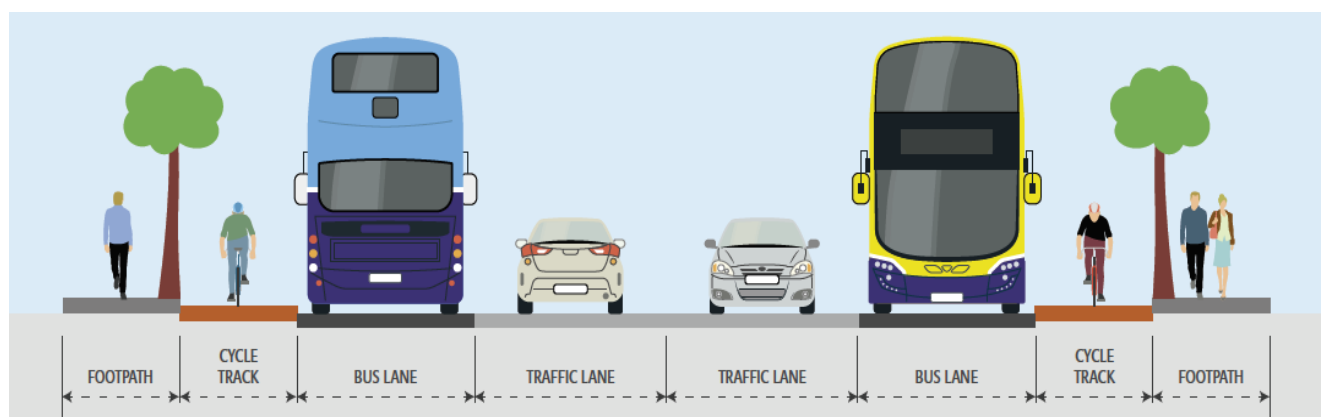 FOOTPATH
CYCLE
TRACK
BUS LANE
TRAFFIC LANE
TRAFFIC LANE
BUS LANE
CYCLE
TRACK
FOOTPATH